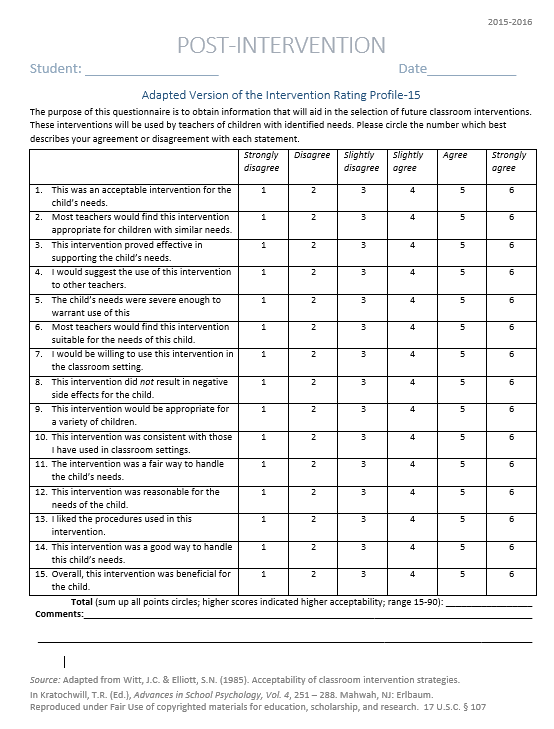 2015-2016
POST-INTERVENTION
Student: ____________________ Date______________
Adapted Version of the Intervention Rating Profile-15
The purpose of this questionnaire is to obtain information that will aid in the selection of future classroom interventions.
These interventions will be used by teachers of children with identified needs. Please circle the number which best
describes your agreement or disagreement with each statement.
Strongly disagree Disagree Slightly disagree Slightly agree Agree Strongly agree
1. This was an acceptable intervention for the 1 2 3 4 5 6
child's needs.
2. Most teachers would find this intervention 1 2 3 4 5 6
appropriate for children with similar needs.
3. This intervention proved effective in 1 2 3 4 5 6
supporting the child's needs.
4. I would suggest the use of this intervention 1 2 3 4 5 6
to other teachers.
5. The child's needs were severe enough to 1 2 3 4 5 6
warrant use of this
6. Most teachers would find this intervention 1 2 3 4 5 6
suitable for the needs of this child.
7. I would be willing to use this intervention in 1 2 3 4 5 6
the classroom setting.
8. This intervention did not result in negative 1 2 3 4 5 6
side effects for the child.
9. This intervention would be appropriate for 1 2 3 4 5 6
a variety of children.
10. This intervention was consistent with those 1 2 3 4 5 6
I have used in classroom settings.
11. The intervention was a fair way to handle 1 2 3 4 5 6
the child's needs.
12. This intervention was reasonable for the 1 2 3 4 5 6
needs of the child.
13. I liked the procedures used in this 1 2 3 4 5 6
intervention.
14. This intervention was a good way to handle 1 2 3 4 5 6
this child's needs.
15. Overall, this intervention was beneficial for 1 2 3 4 5 6
the child.
Total (sum up all points circles; higher scores indicated higher acceptability; range 15-90): ________________
Comments:
Source: Adapted from Witt, J.C. & Elliott, S.N. (1985). Acceptability of classroom intervention strategies.
In Kratochwill, T.R. (Ed.), Advances in School Psychology, Vol. 4, 251 – 288. Mahwah, NJ: Erlbaum.
Reproduced under Fair Use of copyrighted materials for education, scholarship, and research. 17 U.S.C. § 107